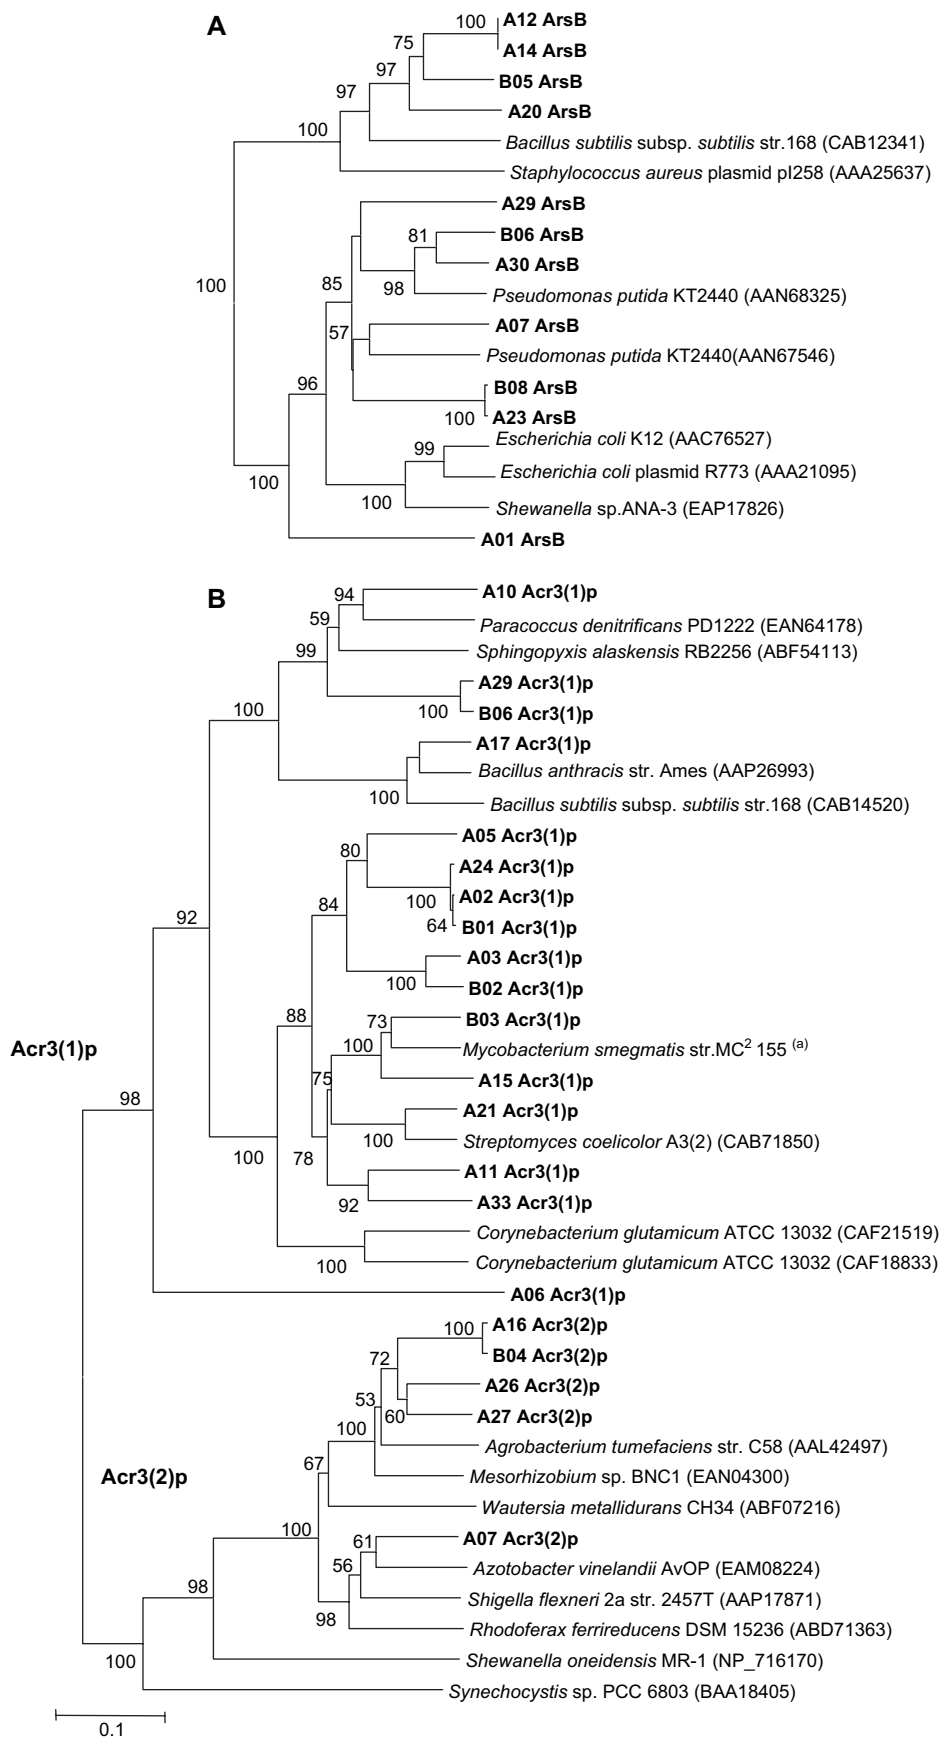 A
100
A12 ArsB
A14 ArsB
75
B05 ArsB
97
A20 ArsB
97
Bacillus subtilis subsp. subtilis str.168 (CAB12341)
100
Staphylococcus aureus plasmid pI258 (AAA25637)
A29 ArsB
B06 ArsB
81
A30 ArsB
98
Pseudomonas putida KT2440 (AAN68325)
100
85
A07 ArsB
57
Pseudomonas putida KT2440(AAN67546)
B08 ArsB
96
A23 ArsB
100
Escherichia coli K12 (AAC76527)
99
Escherichia coli plasmid R773 (AAA21095)
100
100
Shewanella sp.ANA-3 (EAP17826)
A01 ArsB
B
94
A10 Acr3(1)p
59
Paracoccus denitrificans PD1222 (EAN64178)
99
Sphingopyxis alaskensis RB2256 (ABF54113)
A29 Acr3(1)p
100
100
B06 Acr3(1)p
A17 Acr3(1)p
Bacillus anthracis str. Ames (AAP26993)
100
Bacillus subtilis subsp. subtilis str.168 (CAB14520)
A05 Acr3(1)p
80
A24 Acr3(1)p
100
A02 Acr3(1)p
84
64
B01 Acr3(1)p
92
A03 Acr3(1)p
100
B02 Acr3(1)p
88
73
B03 Acr3(1)p
Acr3(1)p
100
Mycobacterium smegmatis str.MC2 155 (a)
75
A15 Acr3(1)p
98
A21 Acr3(1)p
100
Streptomyces coelicolor A3(2) (CAB71850)
100
78
A11 Acr3(1)p
92
A33 Acr3(1)p
Corynebacterium glutamicum ATCC 13032 (CAF21519)
100
Corynebacterium glutamicum ATCC 13032 (CAF18833)
A06 Acr3(1)p
100
A16 Acr3(2)p
72
B04 Acr3(2)p
A26 Acr3(2)p
53
60
A27 Acr3(2)p
100
Agrobacterium tumefaciens str. C58 (AAL42497)
67
Acr3(2)p
Mesorhizobium sp. BNC1 (EAN04300)
Wautersia metallidurans CH34 (ABF07216)
100
61
A07 Acr3(2)p
56
Azotobacter vinelandii AvOP (EAM08224)
98
Shigella flexneri 2a str. 2457T (AAP17871)
98
Rhodoferax ferrireducens DSM 15236 (ABD71363)
100
Shewanella oneidensis MR-1 (NP_716170)
Synechocystis sp. PCC 6803 (BAA18405)
0.1